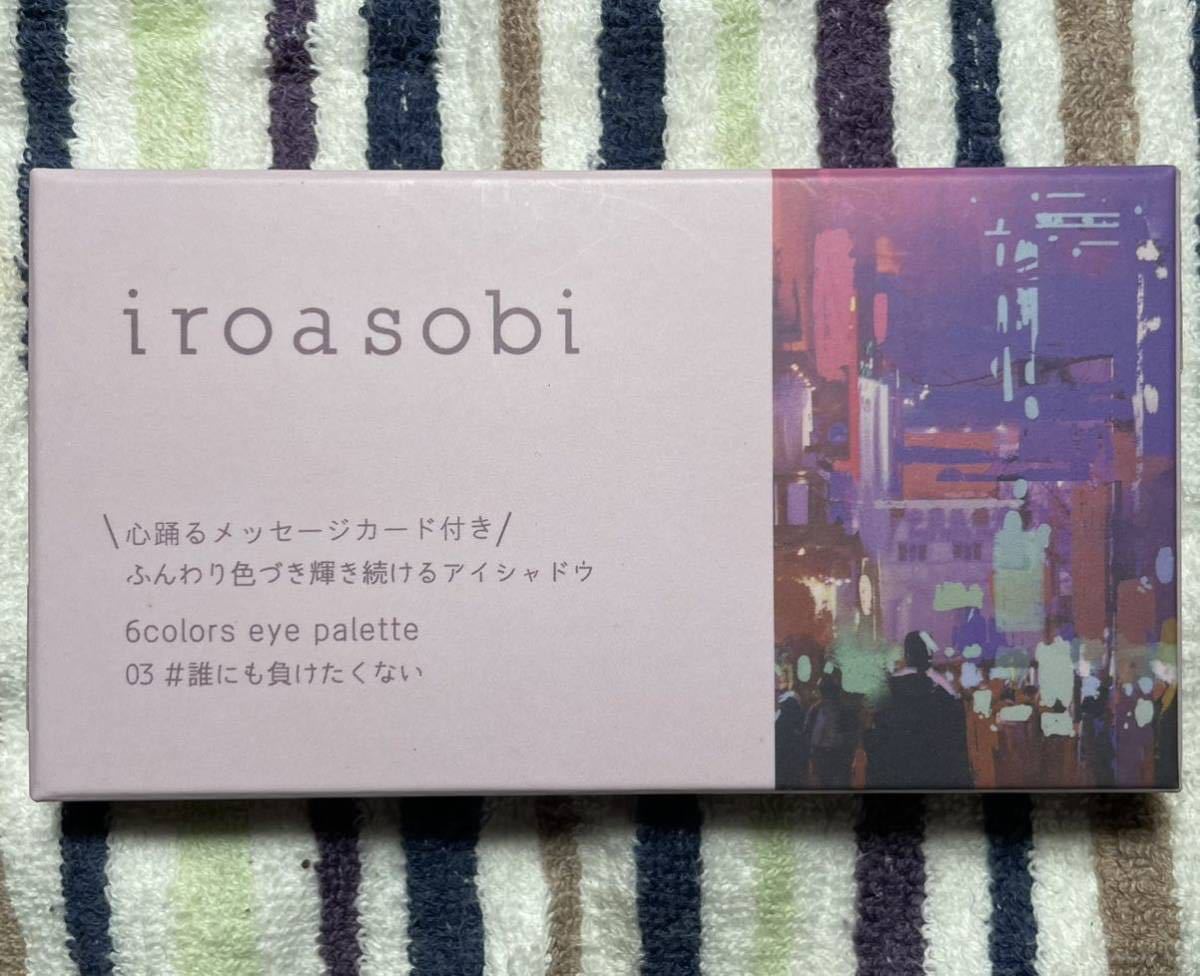 iroasobi
\心踊るメッセージカード付き/
ふんわり色づき輝き続けるアイシャドウ
6colors eye palette
03 #誰にも負けたくない